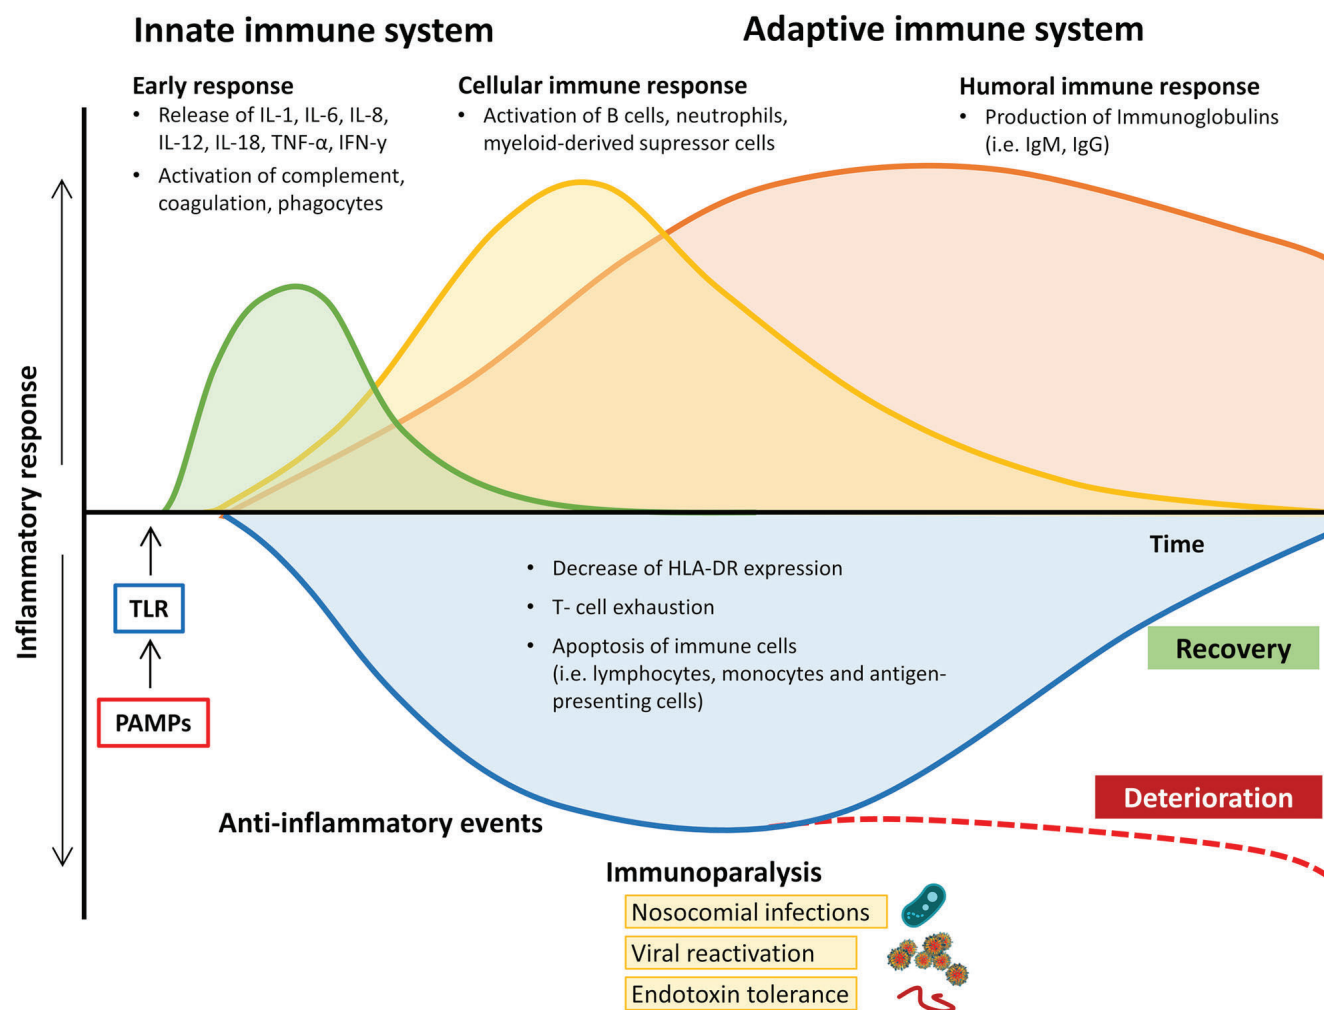 Innate immune system
Adaptive immune system
Early response
• Release of IL-1, IL-6, IL-8,
IL-12, IL-18, TNF-α, IFN-y
• Activation of complement,
coagulation, phagocytes
Cellular immune response
• Activation of B cells, neutrophils,
myeloid-derived supressor cells
Humoral immune response
• Production of Immunoglobulins
(i.e. IgM, IgG)
Inflammatory response
Time
TLR
PAMPs
• Decrease of HLA-DR expression
• T- cell exhaustion
• Apoptosis of immune cells
(i.e. lymphocytes, monocytes and antigen-
presenting cells)
Recovery
Deterioration
Anti-inflammatory events
Immunoparalysis
Nosocomial infections
Viral reactivation
Endotoxin tolerance